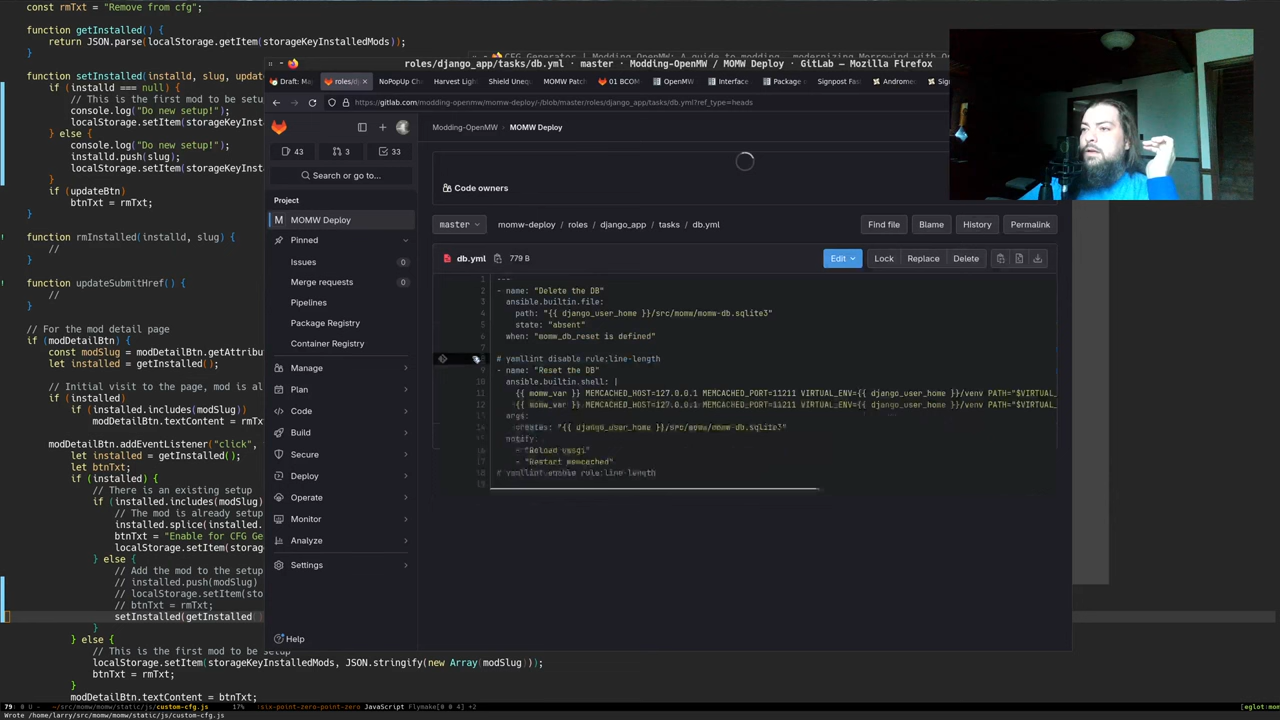 const rmTxt = "Remove from cfg";
function getInstalled() {
return JSON.parse(localStorage.getItem(storageKeyInstalledMods));
}
function setInstalled(installd, slug, update
if (installd === null) {
// This is the first mod to be setup
console.log("Do new setup!");
localStorage.setItem(storageKeyInst
} else {
console.log("Do new setup!");
installd.push(slug);
localStorage.setItem(storageKeyInst
}
if (updateBtn)
btnTxt = rmTxt;
}
function rmInstalled(installd, slug) {
//
}
function updateSubmitHref() {
//
}
// For the mod detail page
if (modDetailBtn) {
const modSlug = modDetailBtn.getAttribu
let installed = getInstalled();
// Initial visit to the page, mod is
if (installed)
if (installed.includes(modSlug))
modDetailBtn.textContent = rmTxt
modDetailBtn.addEventListener("click",
let installed = getInstalled();
let btnTxt;
if (installed) {
// There is an existing setup
if (installed.includes(modSlug)
// The mod is already setup
installed.splice(installed.
btnTxt = "Enable for CFG Ge
localStorage.setItem(storag
} else {
// Add the mod to the setup
// installed.push(modSlug)
// localStorage.setItem(sto
// btnTxt = rmTxt;
setInstalled(getInstalled()
}
} else {
// This is the first mod to be setup
localStorage.setItem(storageKeyInstalledMods, JSON.stringify(new Array(modSlug)));
btnTxt = rmTxt;
}
modDetailBtn.textContent = btnTxt;
79: 0 U ~/src/momw/momw/static/js/custom-cfg.js 17% :six-point-zero-point-zero JavaScript Flymake[0 4] +2
[eglot:mom
Wrote /home/larry/src/momw/momw/static/js/custom-cfg.js
CFG Generator | Modding OpenMW: A guide to modding modernizing Morrowind with Op
roles/django_app/tasks/db.yml · master · Modding-OpenMW / MOMW Deploy · GitLab — Mozilla Firefox
Draft: Ma
roles/dj
NoPopUp Ch
Harvest Ligh
Shield Uneq
MOMW Patch
01 BCOM
OpenMW
Interface
Package s
Signpost Fast
Andromed
https://gitlab.com/modding-openmw/momw-deploy/-/blob/master/roles/django_app/tasks/db.yml?ref_type=heads
Modding-OpenMW / MOMW Deploy
43 3 33
Search or go to...
Project
M MOMW Deploy
Pinned
Issues 0
Merge requests 0
Pipelines
Package Registry
Container Registry
Manage
Plan
Code
Build
Secure
Deploy
Operate
Monitor
Analyze
Settings
Help
Code owners
master momw-deploy / roles / django_app / tasks / db.yml
Find file Blame History Permalink
db.yml 779 B
Edit Lock Replace Delete
1 ---
2 - name: "Delete the DB"
3 ansible.builtin.file:
4 path: "{{ django_user_home }}/src/momw/momw-db.sqlite3"
5 state: "absent"
6 when: "momw_db_reset is defined"
7
# yamllint disable rule:line-length
9 - name: "Reset the DB"
10 ansible.builtin.shell: |
11 {{ momw_var }} MEMCACHED_HOST=127.0.0.1 MEMCACHED_PORT=11211 VIRTUAL_ENV={{ django_user_home }}/venv PATH="$VIRTUAL_
12 {{ momw_var }} MEMCACHED_HOST=127.0.0.1 MEMCACHED_PORT=11211 VIRTUAL_ENV={{ django_user_home }}/venv PATH="$VIRTUAL_
args:
14 creates: "{{ django_user_home }}/src/momw/momw-db.sqlite3"
notify:
16 - "Reload uwsgi"
17 - "Restart memcached"
18 # yamllint enable rule:line-length
19